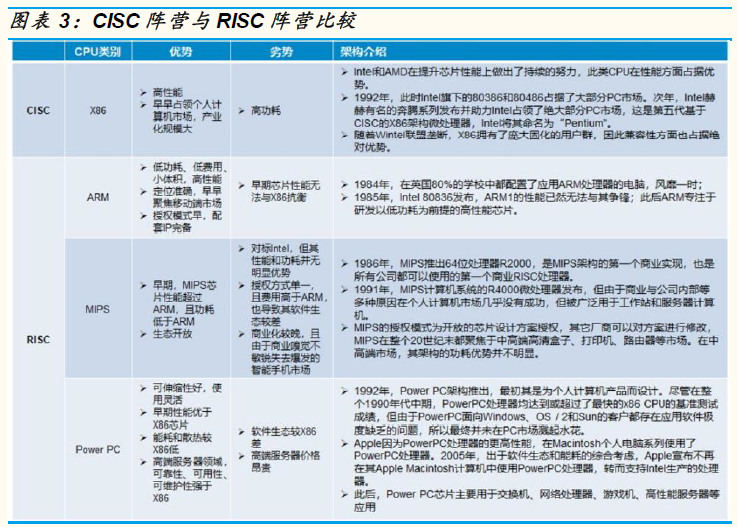 图表 3：CISC 阵营与 RISC 阵营比较
CPU类别
优势
劣势
架构介绍
CISC
X86
➢ 高性能
➢ 早早占领个人计
算机市场，产业
化规模大
➢ 高功耗
➢ Intel和AMD在提升芯片性能上做出了持续的努力，此类CPU在性能方面占据优
势。
➢ 1992年，此时Intel旗下的80386和80486占据了大部分PC市场。次年，Intel赫
赫有名的奔腾系列发布并助力Intel占领了绝大部分PC市场，这是第五代基于
CISC的X86架构微处理器，Intel将其命名为“Pentium”。
➢ 随着Wintel联盟垄断，X86拥有了庞大固化的用户群，因此兼容性方面也占据绝
对优势。
RISC
ARM
➢ 低功耗、低费用、
小体积，高性能
➢ 定位准确，早早
聚焦移动端市场
➢ 授权模式早，配
套IP完备
➢ 早期芯片性能无
法与X86抗衡
➢ 1984年，在英国80%的学校中都配置了应用ARM处理器的电脑，风靡一时；
➢ 1985年，Intel 80836发布，ARM1的性能已然无法与其争锋；此后ARM专注于
研发以低功耗为前提的高性能芯片。
MIPS
➢ 早期，MIPS芯
片性能超过
ARM，且功耗
低于ARM
➢ 生态开放
➢ 对标Intel，但其
性能和功耗并无
明显优势
➢ 授权方式单一，
且费用高于ARM，
也导致其软件生
态较差
➢ 商业化较晚，且
由于商业嗅觉不
敏锐失去爆发的
智能手机市场
➢ 1986年，MIPS推出64位处理器R2000，是MIPS架构的第一个商业实现，也是
所有公司都可以使用的第一个商业RISC处理器。
➢ 1991年，MIPS计算机系统的R4000微处理器发布，但由于商业与公司内部等
多种原因在个人计算机市场几乎没有成功，但被广泛用于工作站和服务器计算
机。
➢ MIPS的授权模式为开放的芯片设计方案授权，其它厂商可以对方案进行修改，
MIPS在整个20世纪末都聚焦于中高端高清盒子、打印机、路由器等市场。在中
高端市场，其架构的功耗优势并不明显。
Power PC
➢ 可伸缩性好，使
用灵活
➢ 早期性能优于
X86芯片
➢ 能耗和散热较
X86低
➢ 高端服务器领域，
可靠性、可用性、
可维护性强于
X86
➢ 软件生态较X86
差
➢ 高端服务器价格
昂贵
➢ 1992年，Power PC架构推出，最初其是为个人计算机产品而设计。尽管在整
个1990年代中期，PowerPC处理器均达到或超过了最快的x86 CPU的基准测试
成绩，但由于PowerPC面向Windows、OS／2和Sun的客户都存在应用软件极
度缺乏的问题，所以最终并未在PC市场溅起水花。
➢ Apple因为PowerPC处理器的更高性能，在Macintosh个人电脑系列使用了
PowerPC处理器。2005年，出于软件生态和能耗的综合考虑，Apple宣布不再
在其Apple Macintosh计算机中使用PowerPC处理器，转而支持Intel生产的处理
器。
➢ 此后，Power PC芯片主要用于交换机、网络处理器、游戏机、高性能服务器等
应用